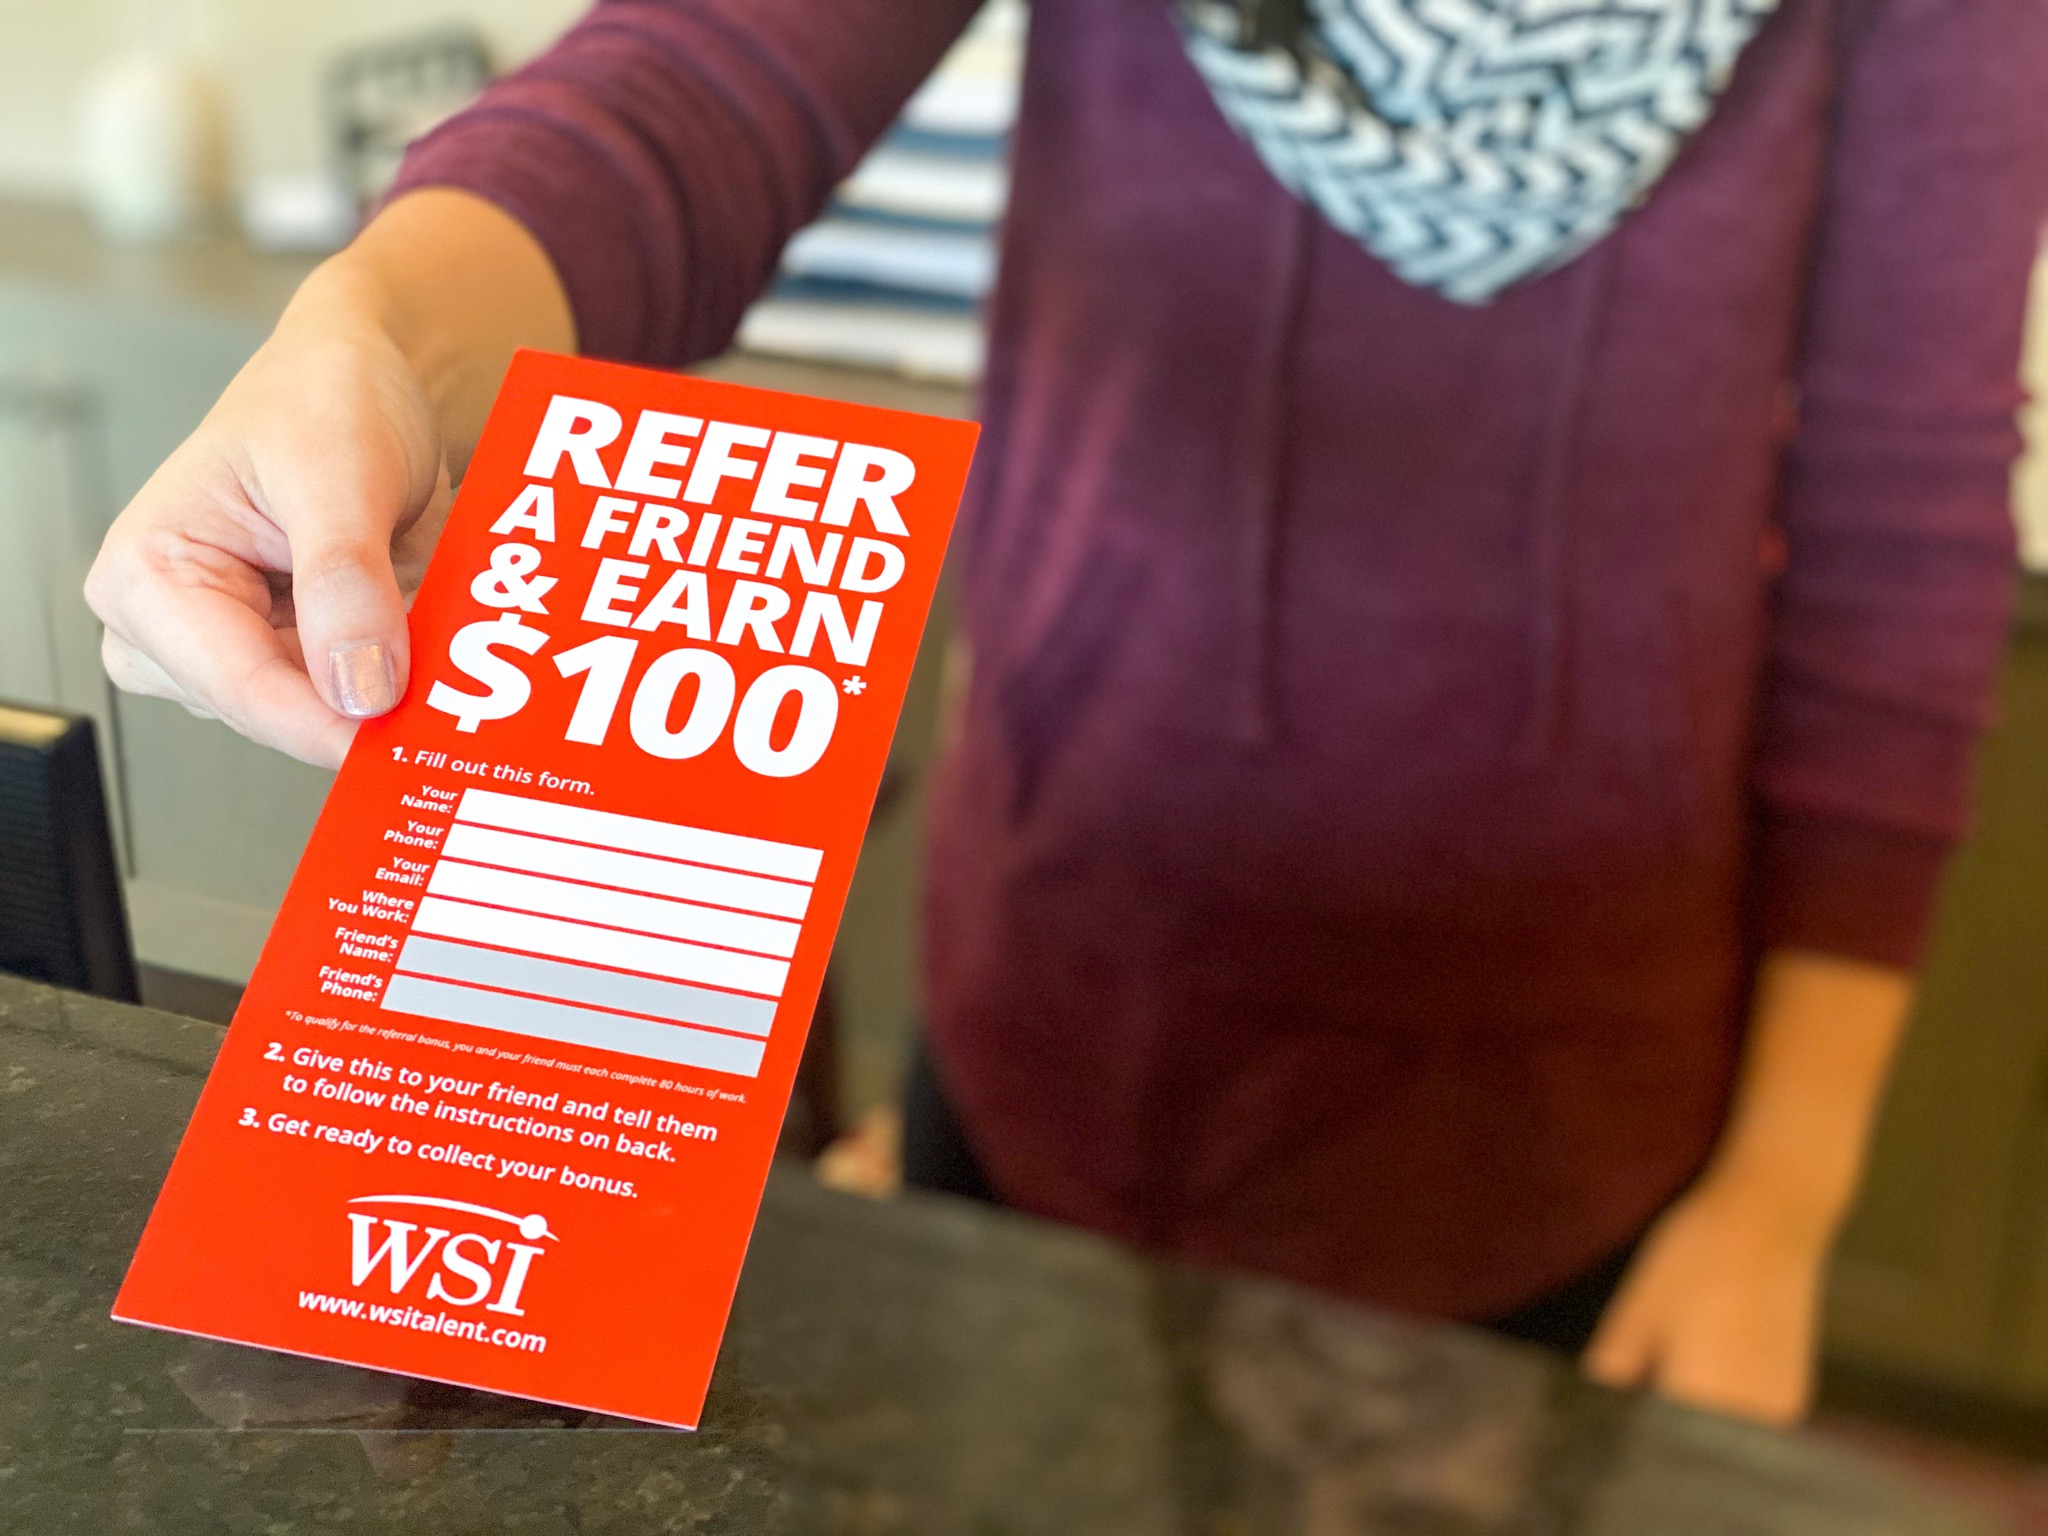 REFER
A FRIEND
& EARN
$100*
1. Fill out this form.
Your
Name:
Your
Phone:
Your
Email:
Where
You Work:
Friend's
Name:
Friend's
Phone:
*To qualify for the referral bonus, you and your friend must each complete 80 hours of work.
2. Give this to your friend and tell them
to follow the instructions on back.
3. Get ready to collect your bonus.
WSI
www.wsitalent.com